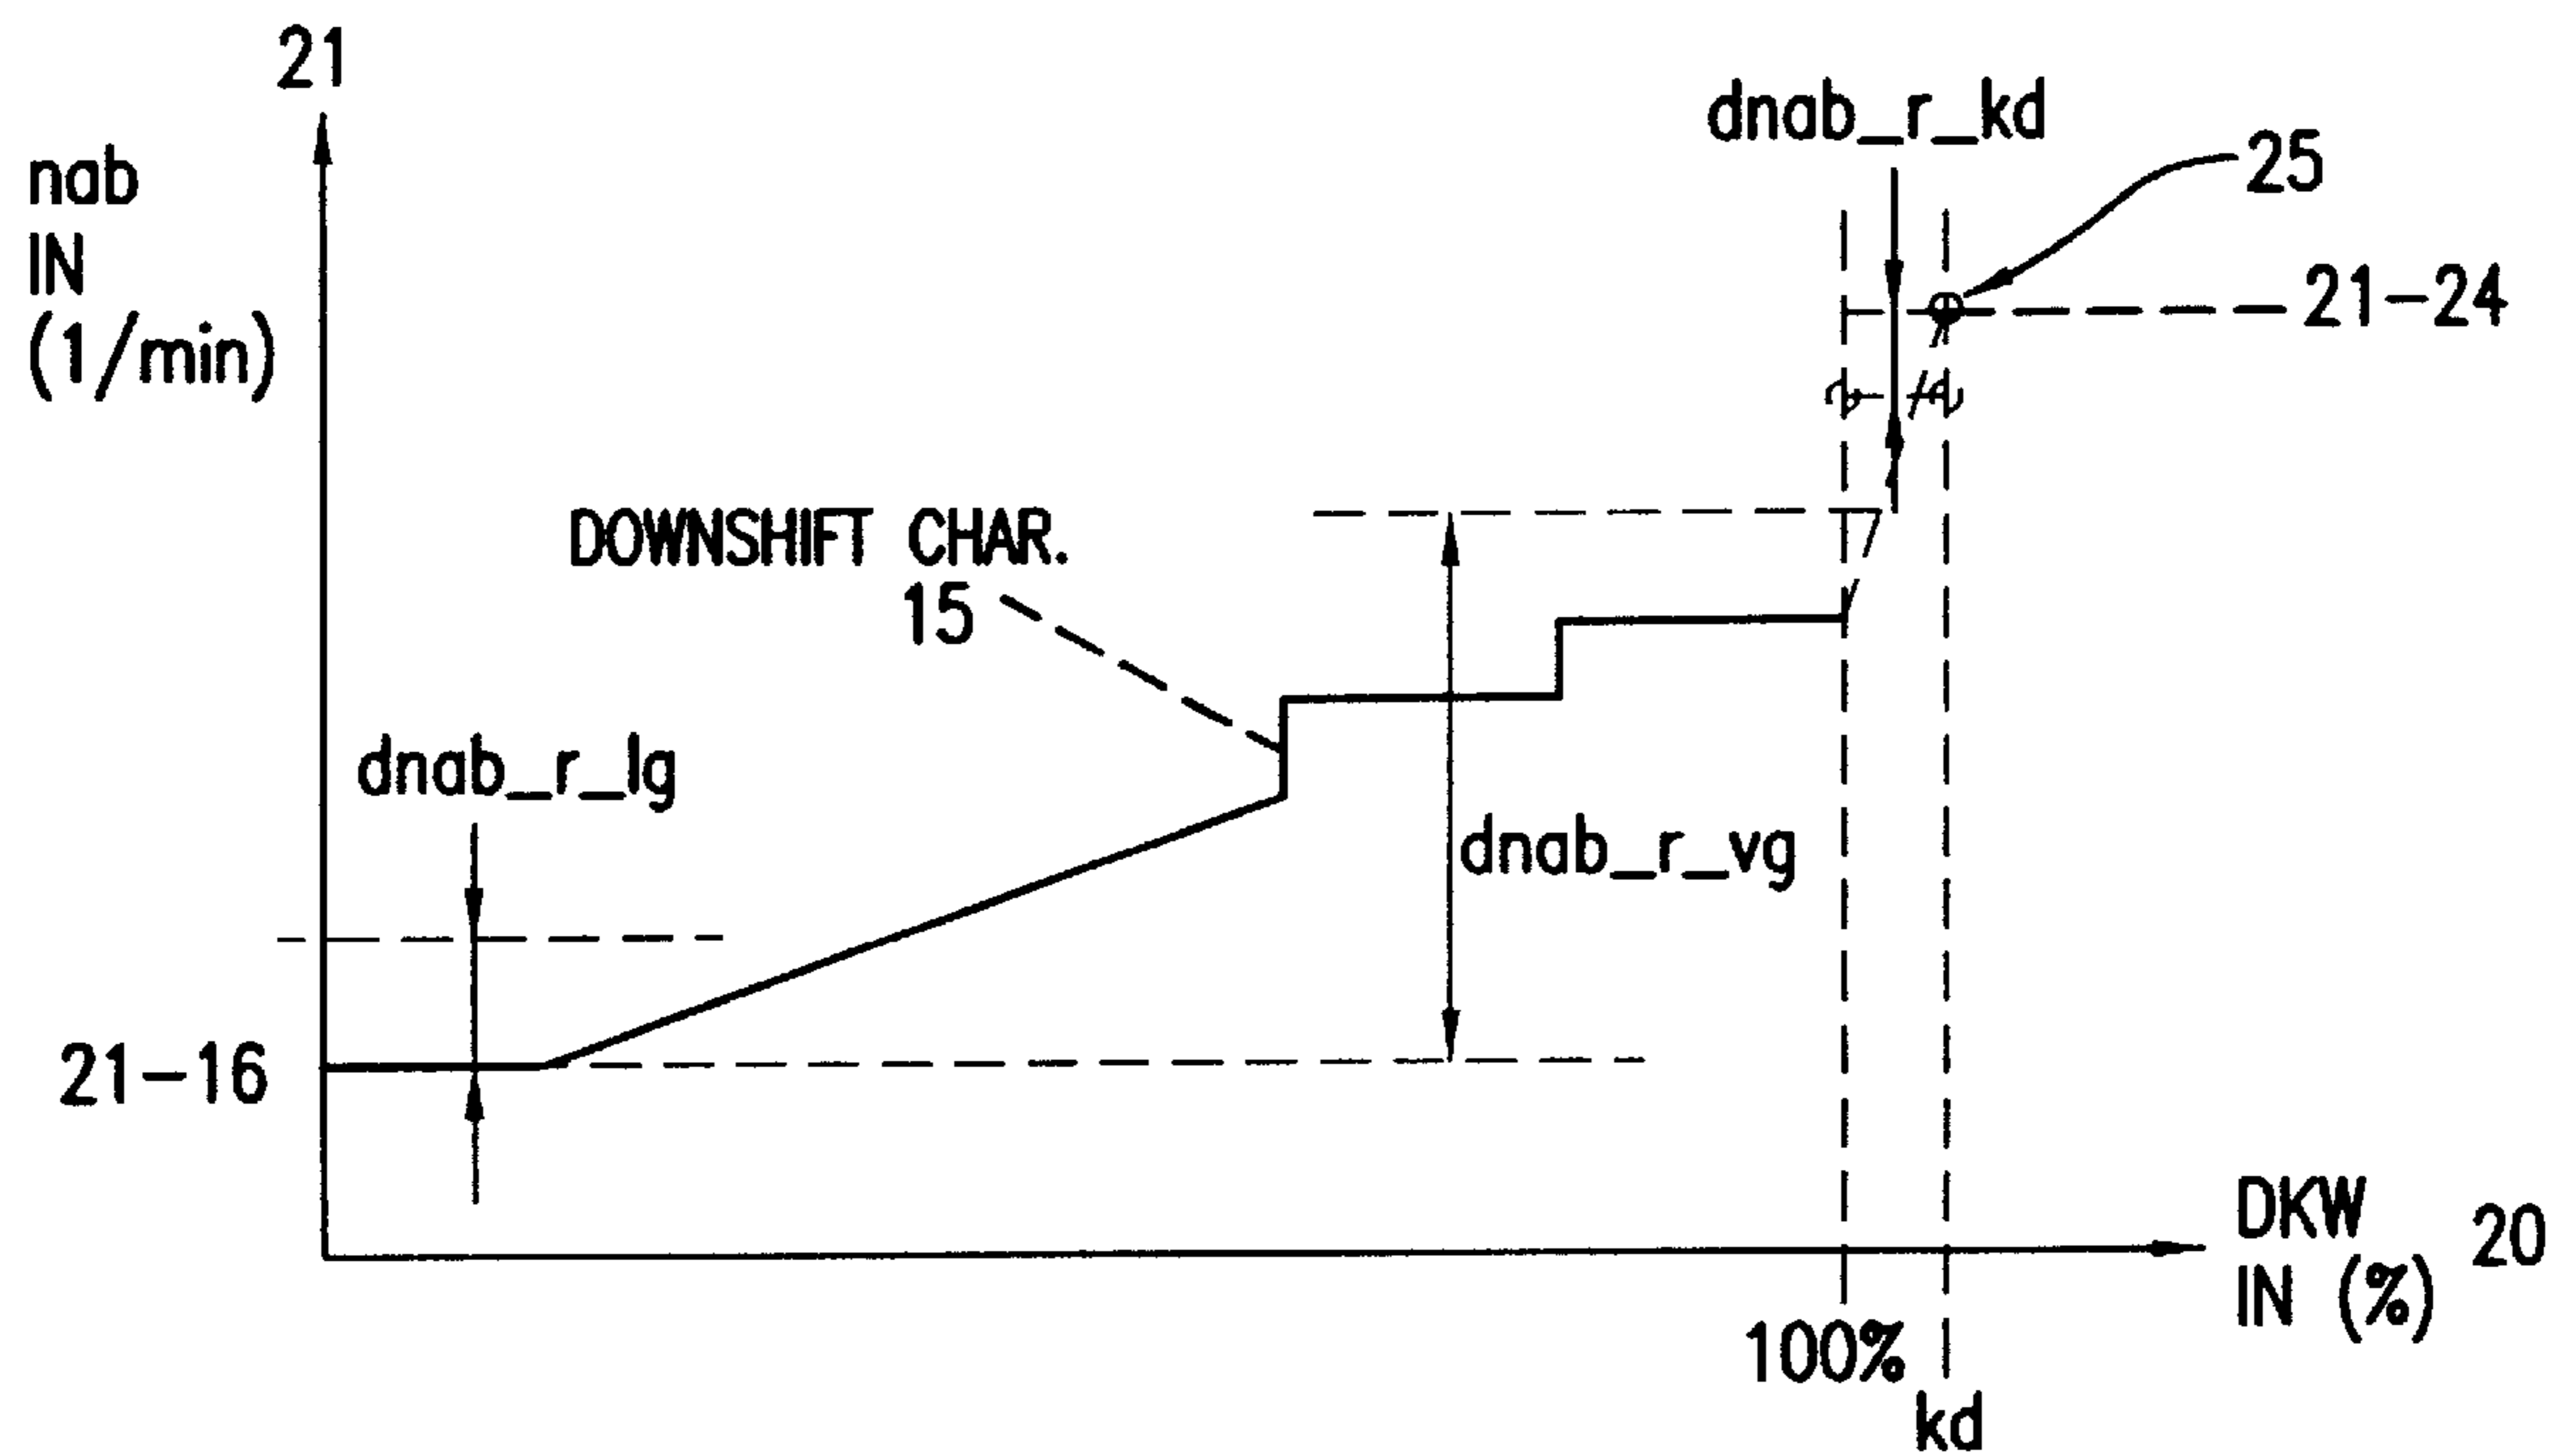 21
nab
IN
(1/min)
dnab_r_kd
25
21-24
DOWNSHIFT CHAR.
15
dnab_r_lg
dnab_r_vg
21-16
DKW
IN (%)
20
100%
kd